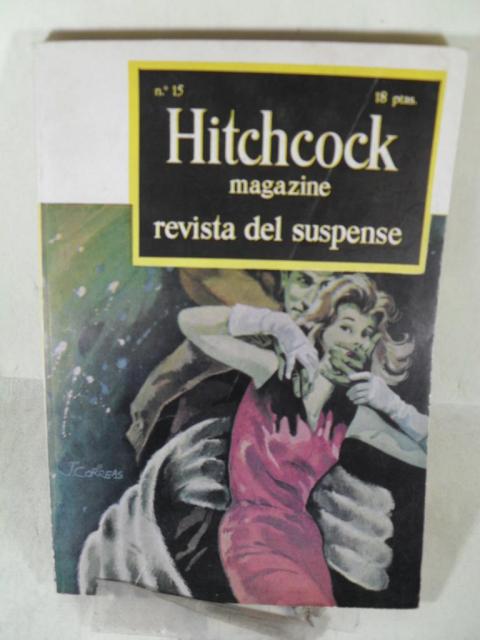 n.º 15
18 ptas.
Hitchcock
magazine
revista del suspense
J. CORREAS